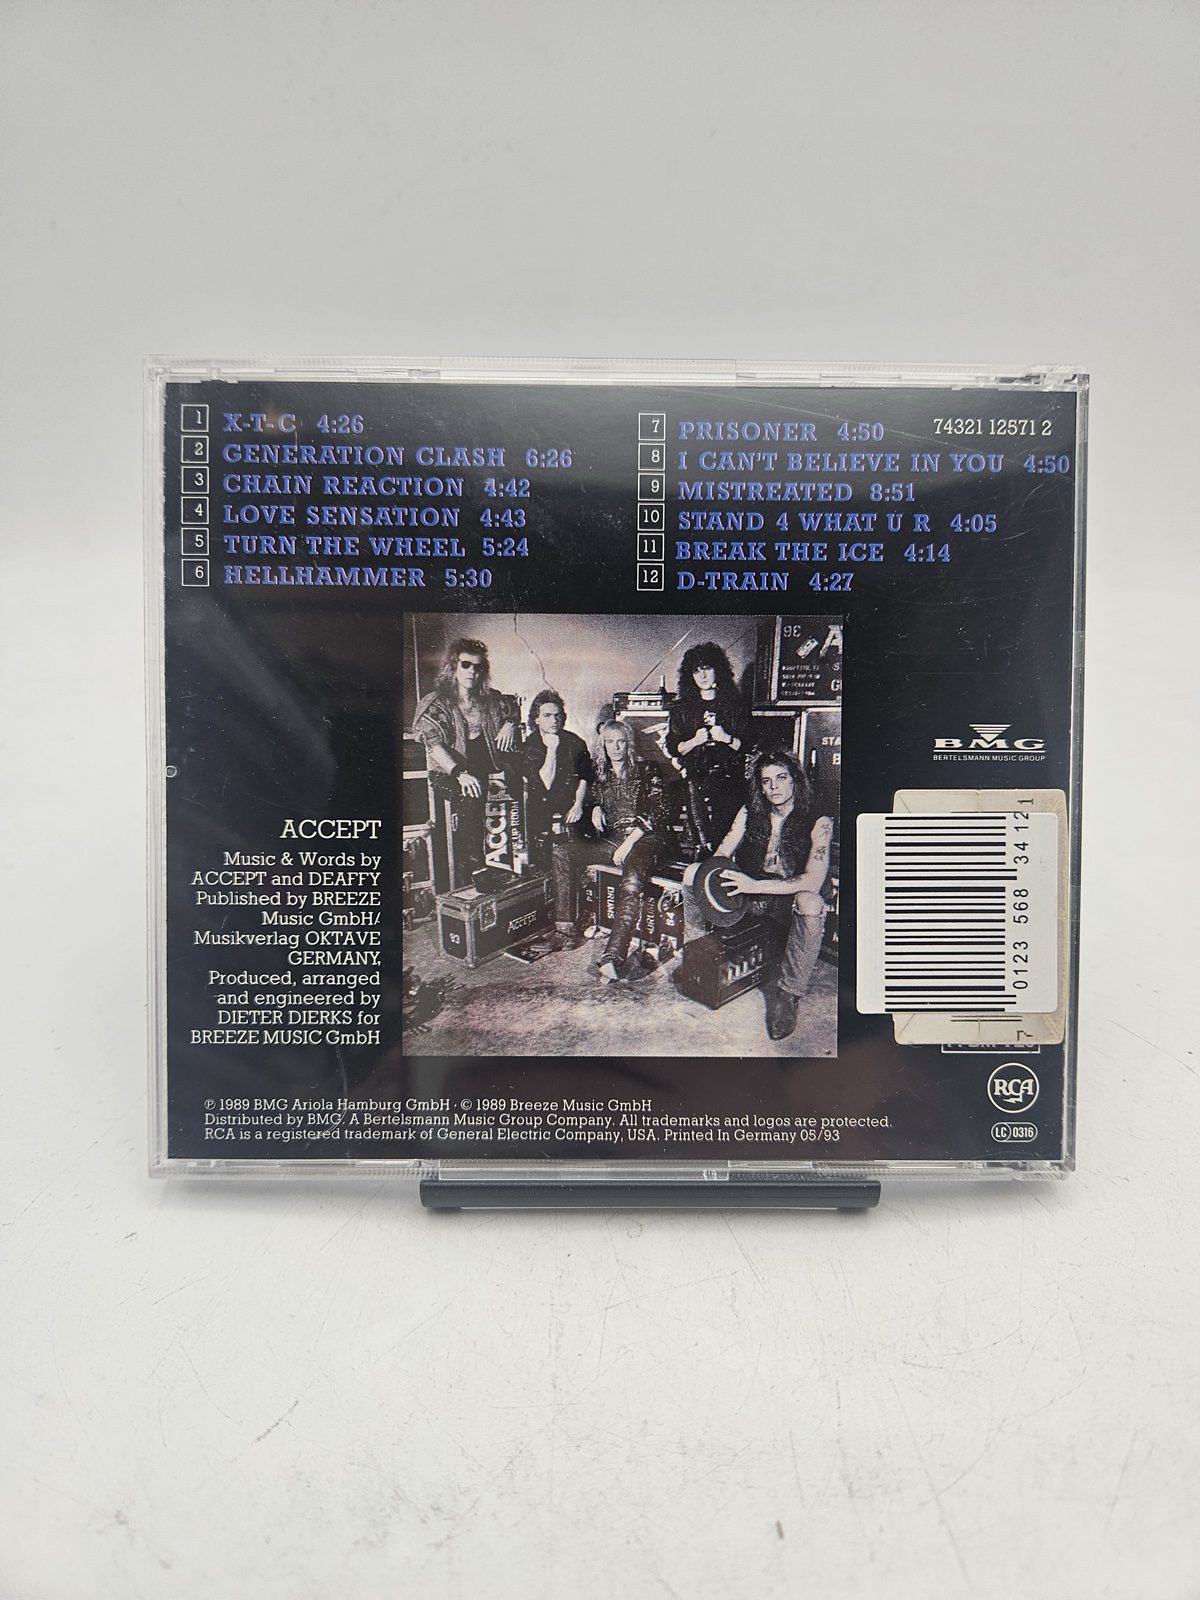 1 X-T-C 4:26
2 GENERATION CLASH 6:26
3 CHAIN REACTION 4:42
4 LOVE SENSATION 4:43
5 TURN THE WHEEL 5:24
6 HELLHAMMER 5:30
7 PRISONER 4:50
8 I CAN'T BELIEVE IN YOU 4:50
9 MISTREATED 8:51
10 STAND 4 WHAT U R 4:05
11 BREAK THE ICE 4:14
12 D-TRAIN 4:27
74321 12571 2
BMG
BERTELSMANN MUSIC GROUP
ACCEPT
Music & Words by
ACCEPT and DEAFFY
Published by BREEZE
Music GmbH/
Musikverlag OKTAVE
GERMANY,
Produced, arranged
and engineered by
DIETER DIERKS for
BREEZE MUSIC GmbH
ACCEPT
DRUMS
Accept
93
96
0123 568 34 12 1
RCA
LC 0316
℗ 1989 BMG Ariola Hamburg GmbH · © 1989 Breeze Music GmbH
Distributed by BMG. A Bertelsmann Music Group Company. All trademarks and logos are protected.
RCA is a registered trademark of General Electric Company, USA. Printed In Germany 05/93